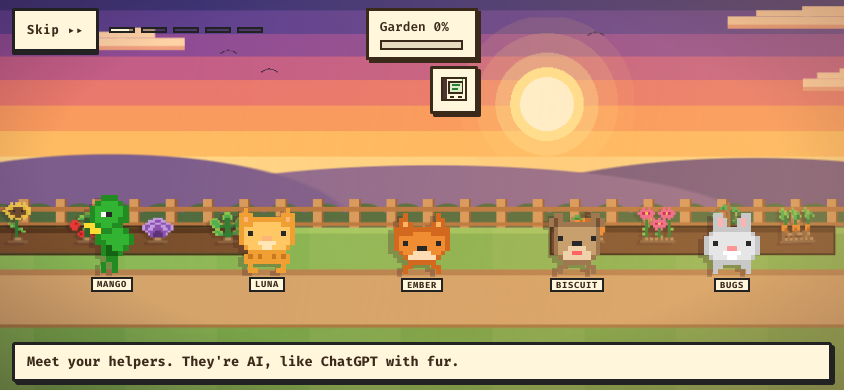 Skip ▸▸
Garden 0%
MANGO
LUNA
EMBER
BISCUIT
BUGS
Meet your helpers. They're AI, like ChatGPT with fur.